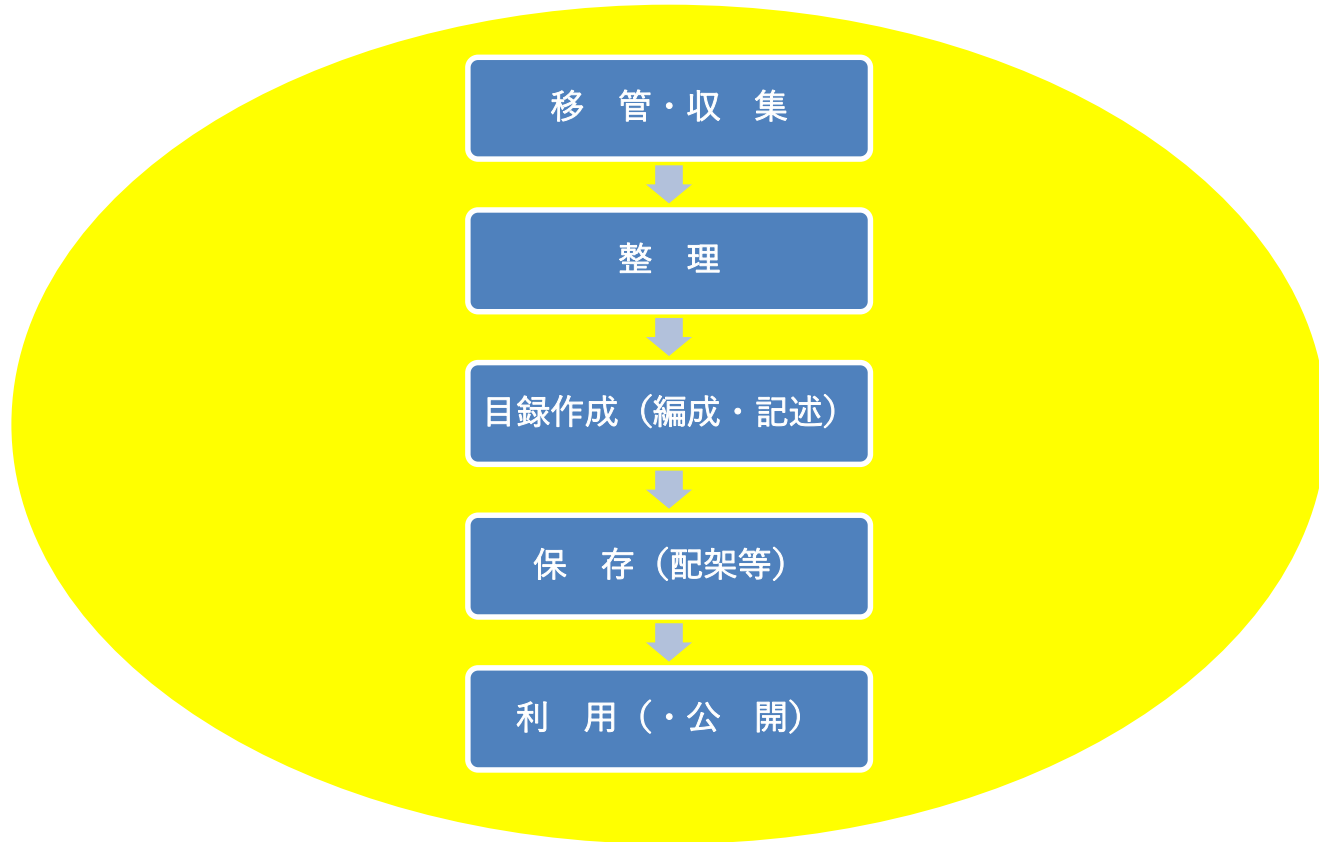 移　管・収　集
整　理
目録作成（編成・記述）
保　存（配架等）
利　用（・公　開）